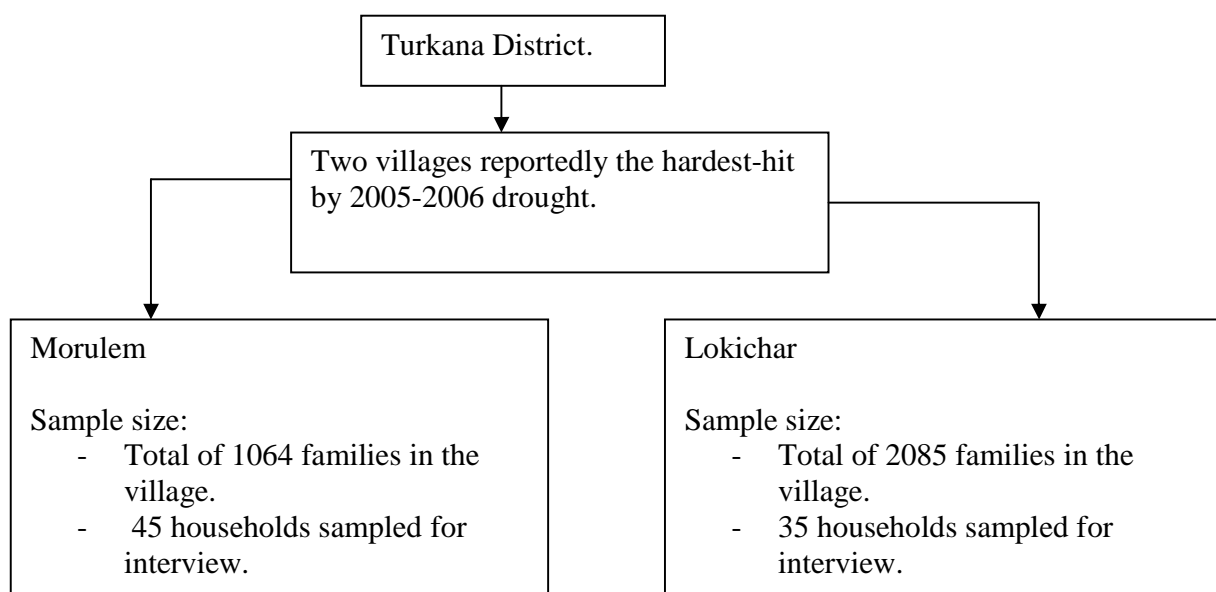 Turkana District.
Two villages reportedly the hardest-hit
by 2005-2006 drought.
Morulem
Sample size:
- Total of 1064 families in the
village.
- 45 households sampled for
interview.
Lokichar
Sample size:
- Total of 2085 families in the
village.
- 35 households sampled for
interview.